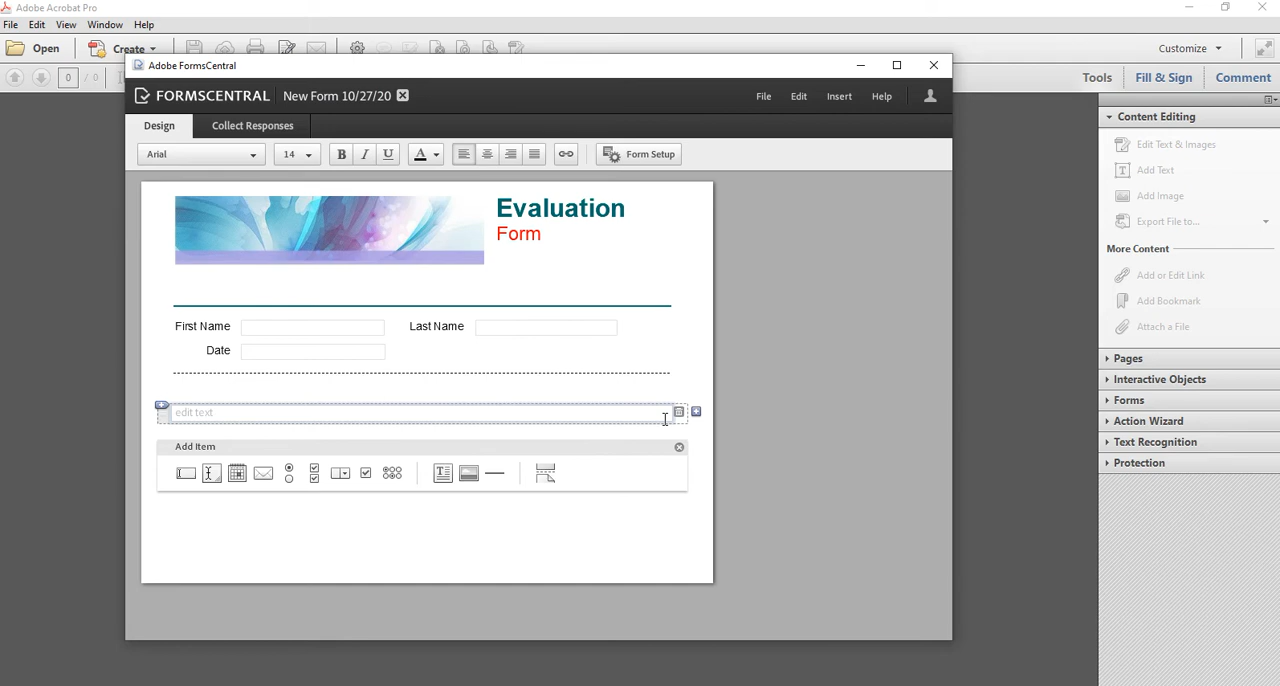 Adobe Acrobat Pro
File Edit View Window Help
Open Create Customize
0 / 0 Tools Fill & Sign Comment
Adobe FormsCentral
FORMSCENTRAL New Form 10/27/20 File Edit Insert Help
Design Collect Responses
Arial 14 B I U A Form Setup
Evaluation
Form
First Name Last Name
Date
edit text
Add Item
Content Editing
Edit Text & Images
Add Text
Add Image
Export File to...
More Content
Add or Edit Link
Add Bookmark
Attach a File
Pages
Interactive Objects
Forms
Action Wizard
Text Recognition
Protection